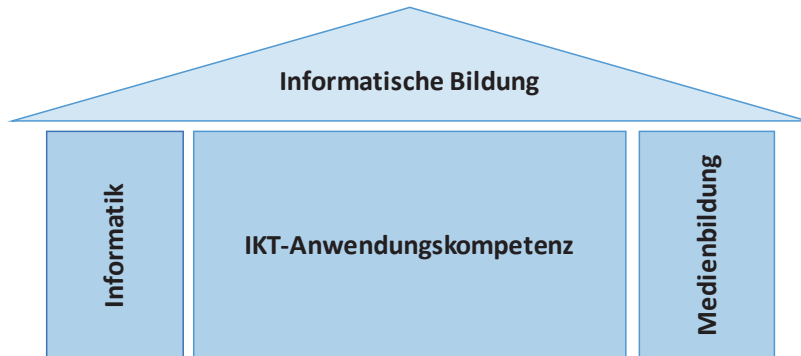 Informatische Bildung
Informatik
IKT-Anwendungskompetenz
Medienbildung